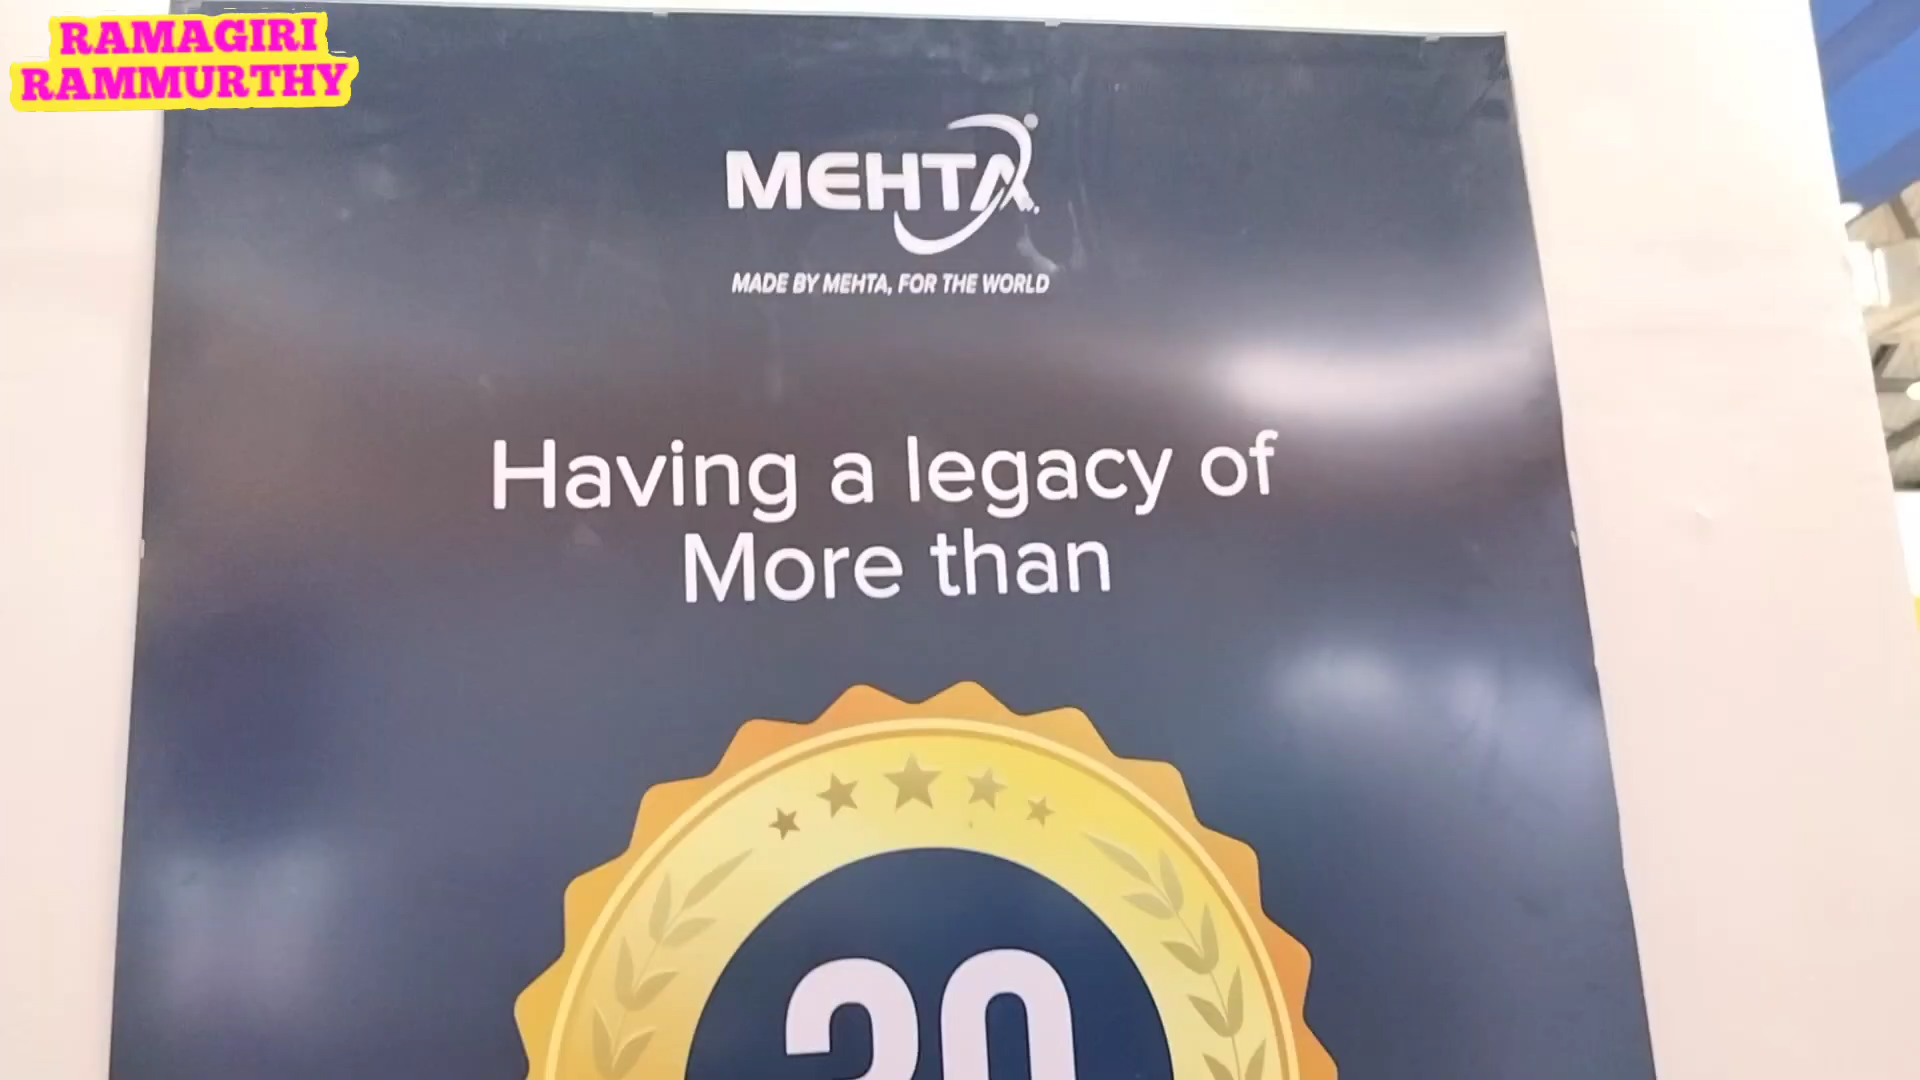 RAMAGIRI
RAMMURTHY
MEHTA
MADE BY MEHTA, FOR THE WORLD
Having a legacy of
More than